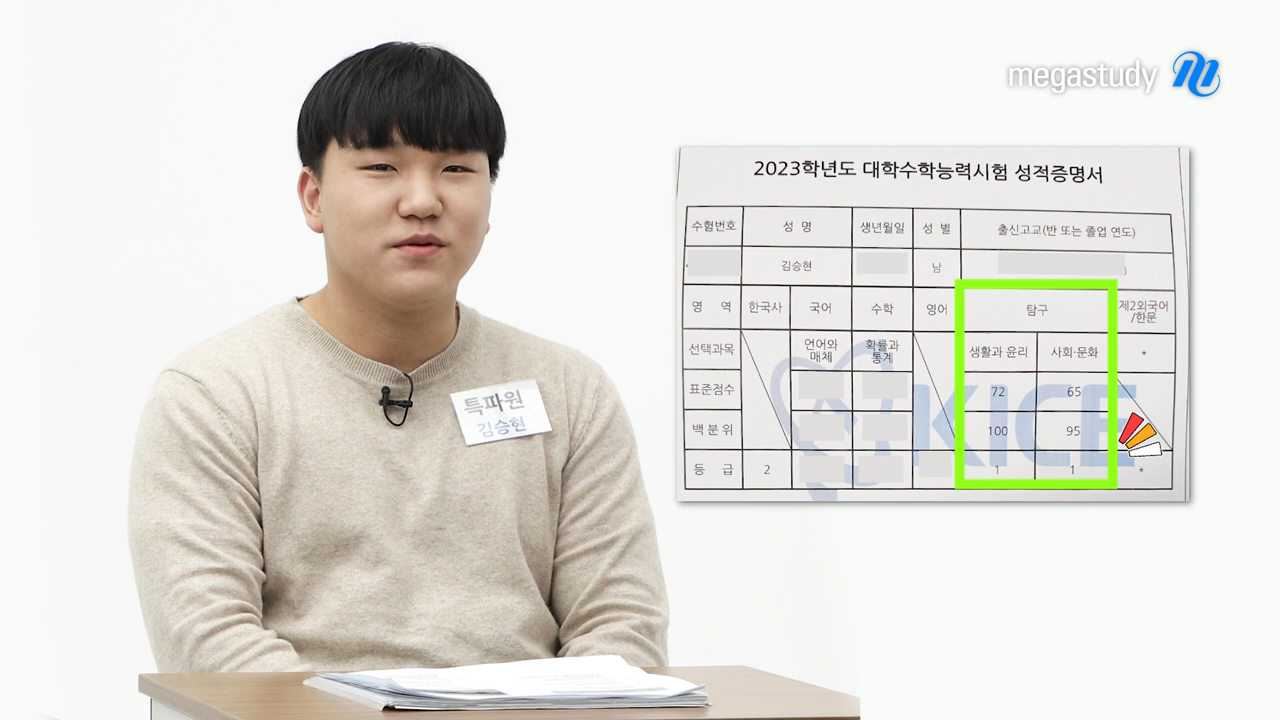 megastudy
2023학년도 대학수학능력시험 성적증명서
수험번호 성 명 생년월일 성 별 출신고교(반 또는 졸업 연도)
김승현 남 )
영 역 한국사 국어 수학 영어 탐구 제2외국어
/한문
선택과목 언어와
매체 확률과
통계 생활과 윤리 사회·문화 *
표준점수 72 65
백 분 위 100 95
등 급 2 1 1 *
KICE
특파원
김승현